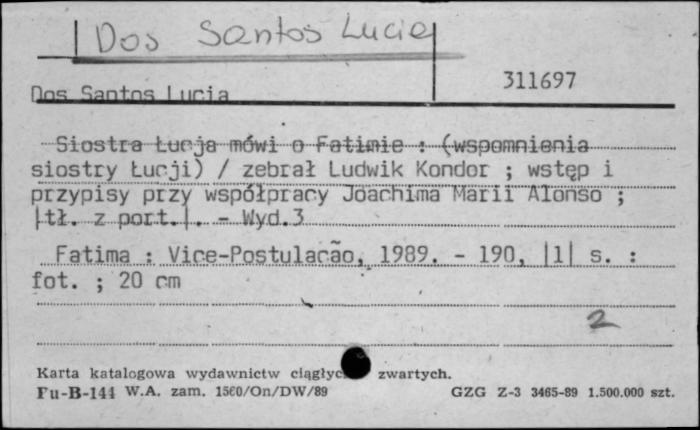 Dos Santos Lucia
311697
Dos Santos Lucia
Siostra Łucja mówi o Fatimie : (wspomnienia
siostry Łucji) / zebrał Ludwik Kondor ; wstęp i
przypisy przy współpracy Joachima Marii Alonso ;
|tł. z port.|. - Wyd.3
Fatima : Vice-Postulacão, 1989. - 190, |1| s. :
fot. ; 20 cm
2
Karta katalogowa wydawnictw zwartych.
Fu-B-144 W.A. zam. 1560/On/DW/89 GZG Z-3 3465-89 1.500.000 szt.